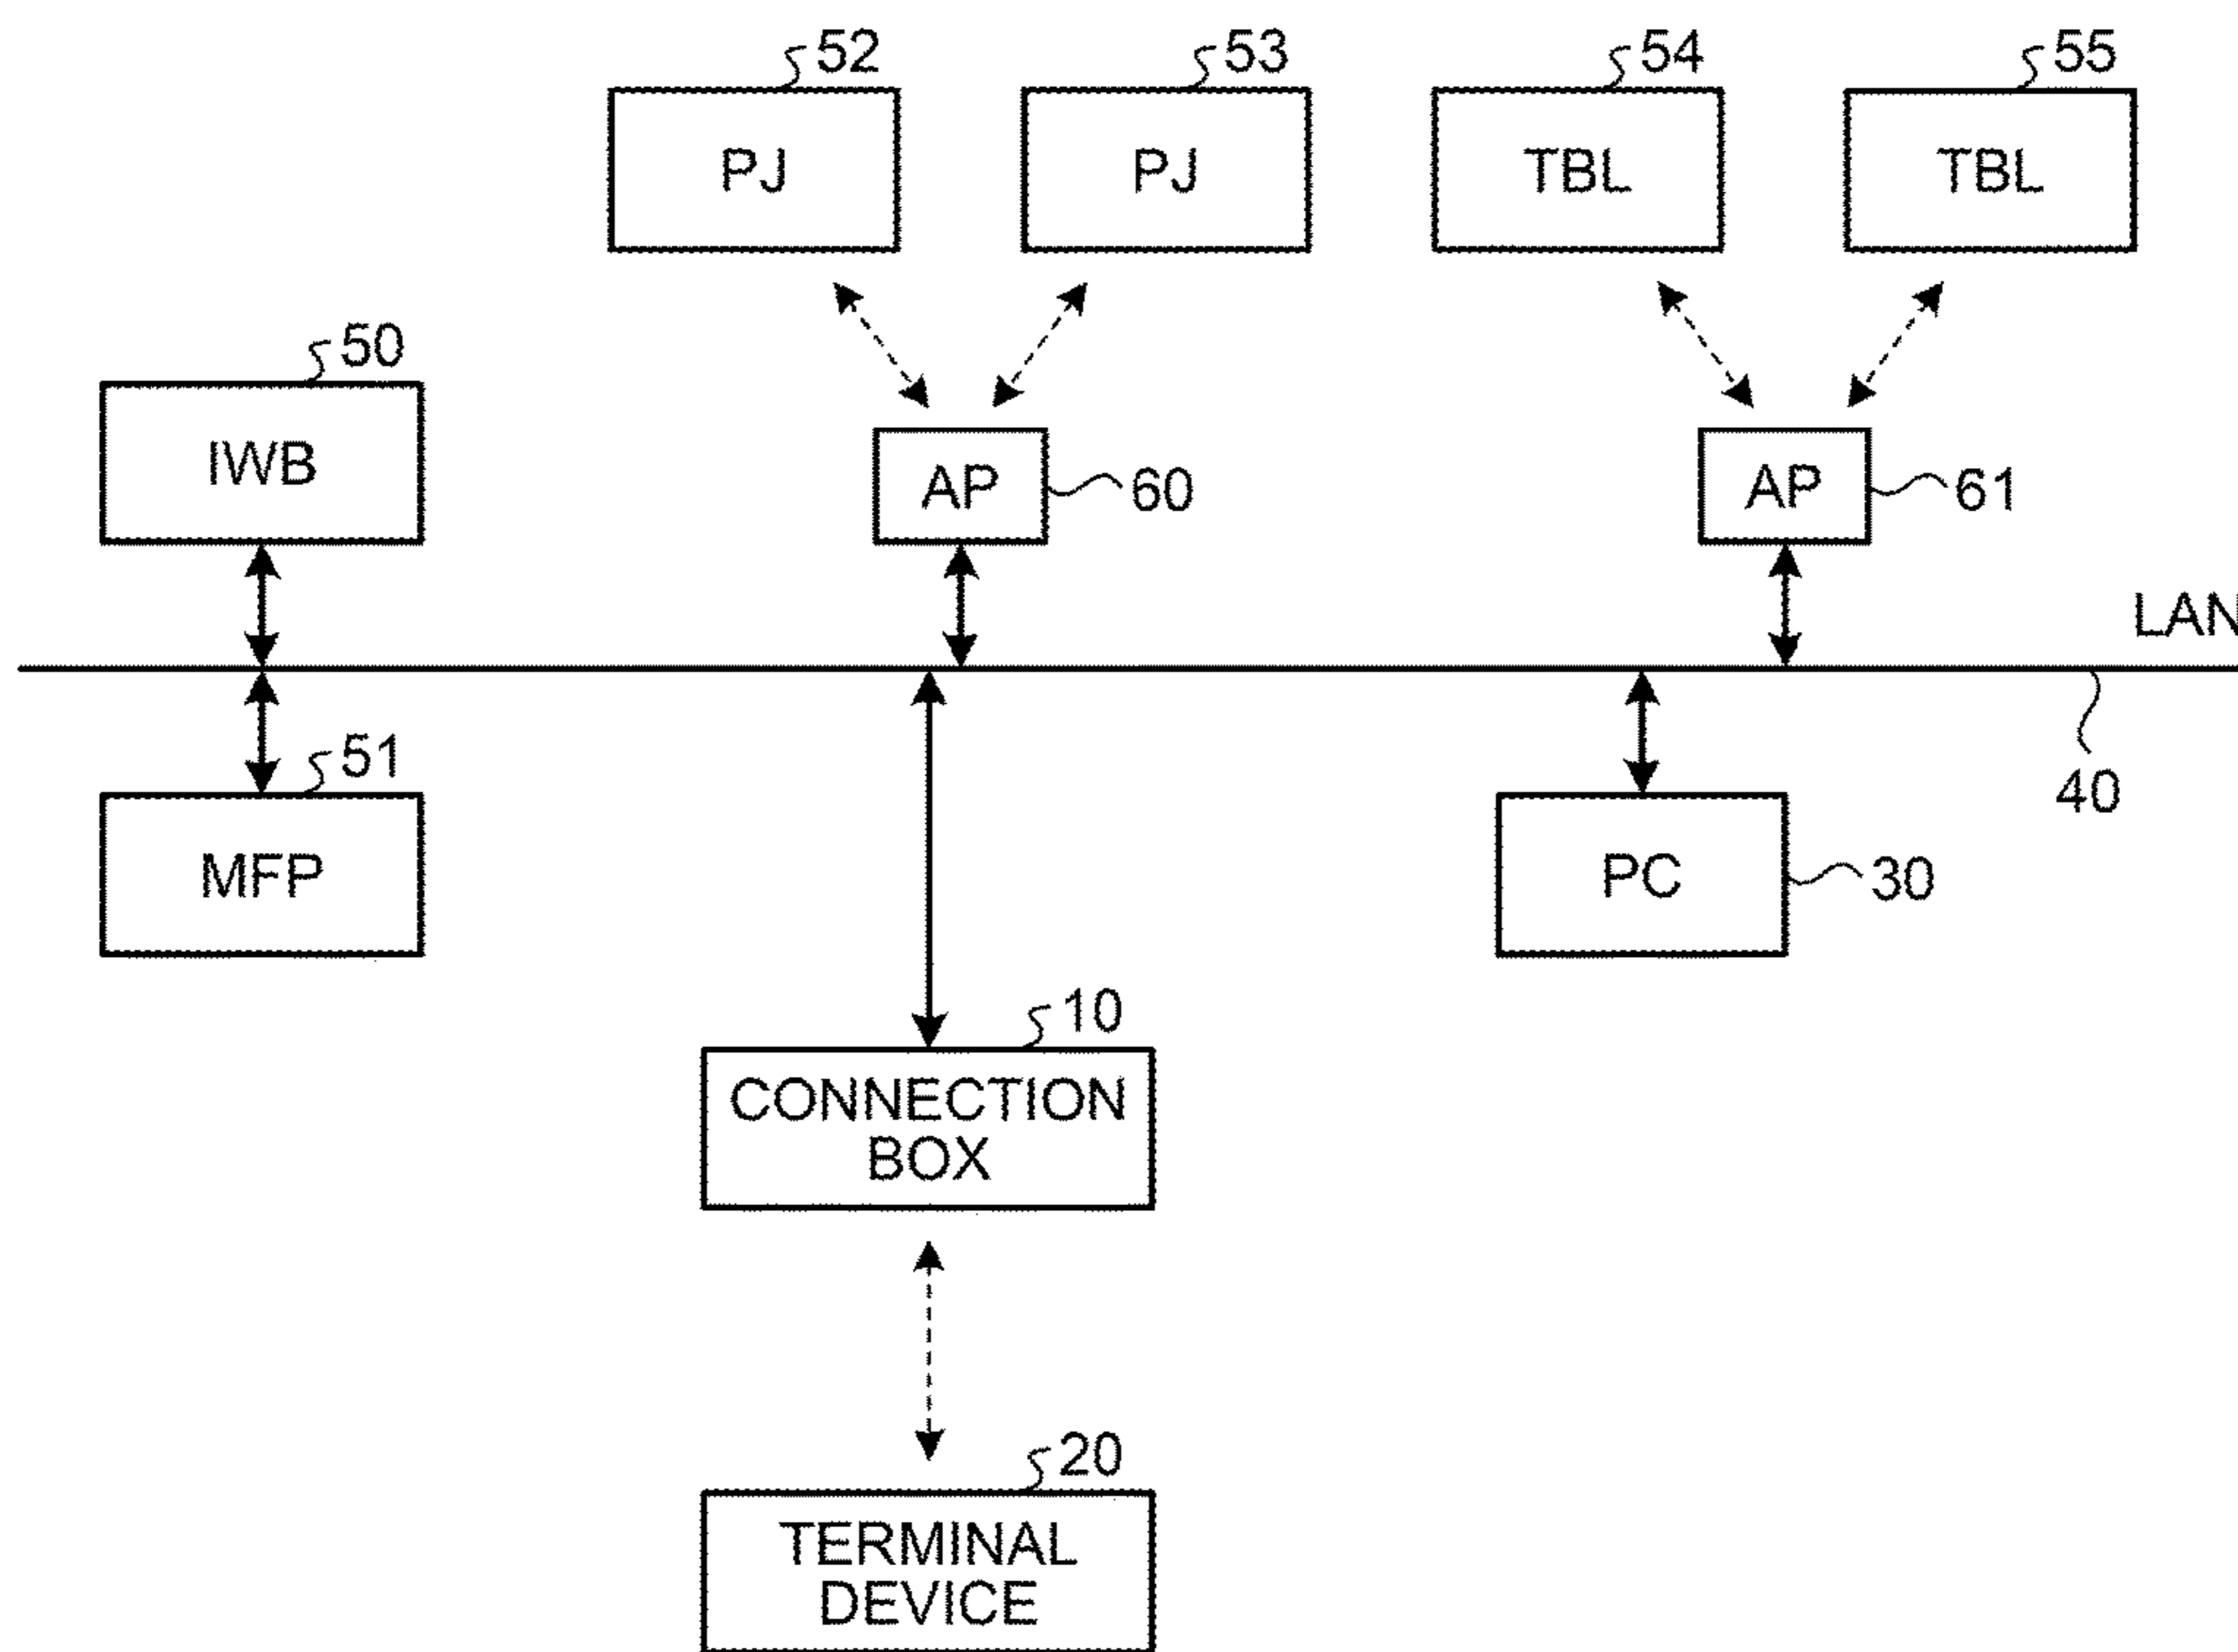 52
53
54
55
PJ
PJ
TBL
TBL
50
IWB
AP
60
AP
61
LAN
51
MFP
PC
30
40
10
CONNECTION
BOX
20
TERMINAL
DEVICE